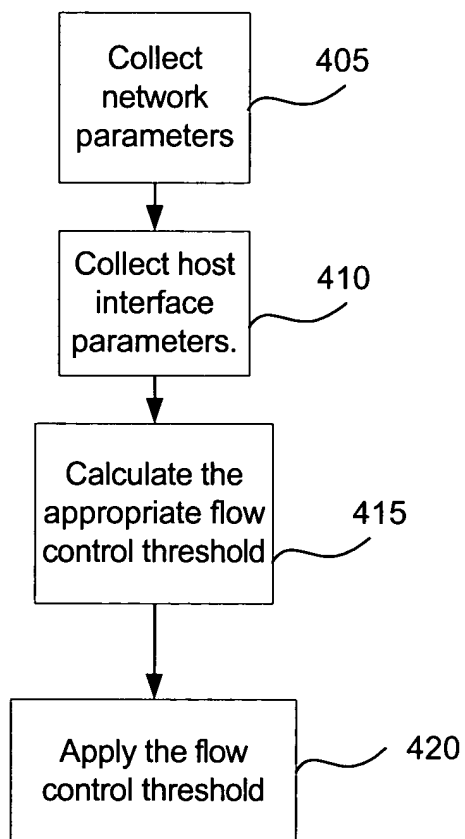 Collect
network
parameters
405
Collect host
interface
parameters.
410
Calculate the
appropriate flow
control threshold
415
Apply the flow
control threshold
420